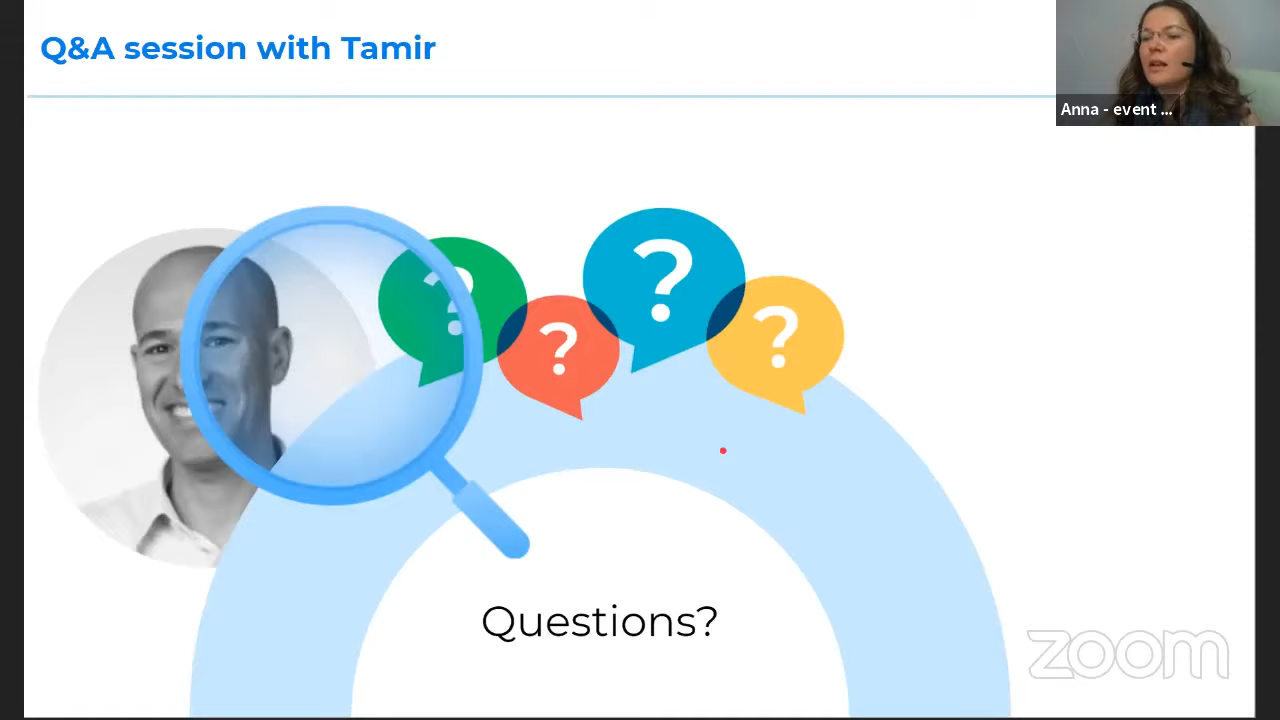 Q&A session with Tamir
Anna - event ...
?
?
?
?
Questions?
zoom